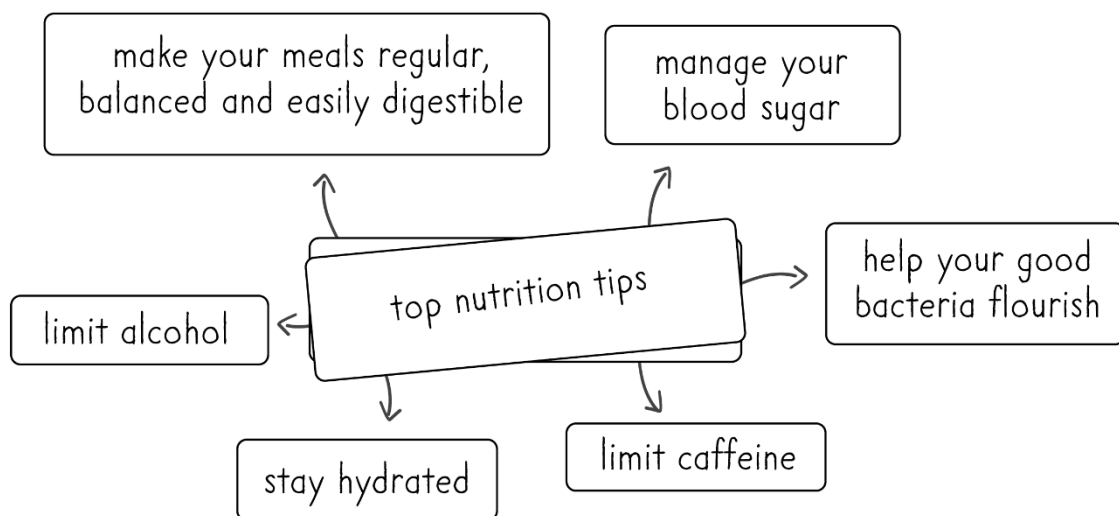 make your meals regular,
balanced and easily digestible
manage your
blood sugar
top nutrition tips
help your good
bacteria flourish
limit alcohol
limit caffeine
stay hydrated